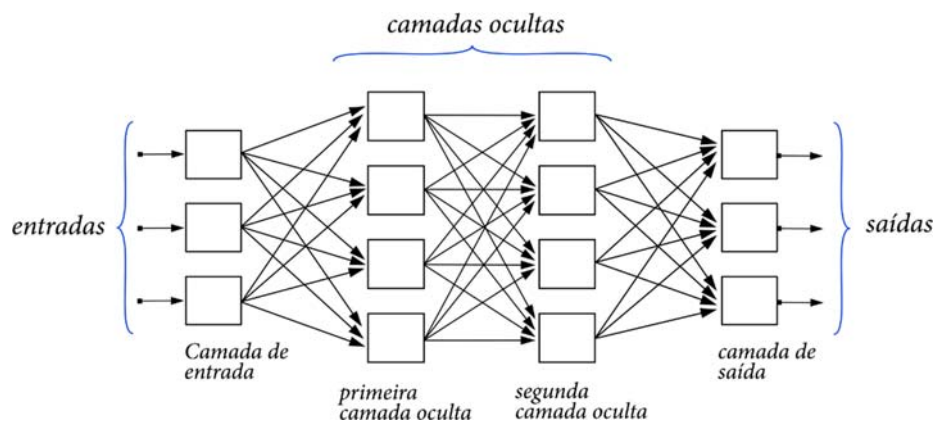 camadas ocultas
entradas
saídas
Camada de
entrada
primeira
camada oculta
segunda
camada oculta
camada de
saída